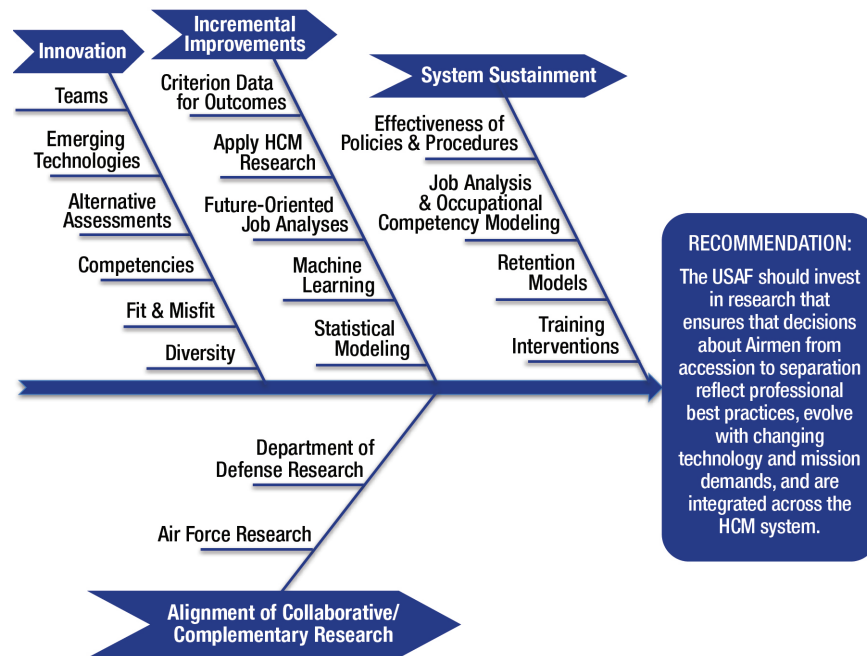 Innovation
Teams
Emerging
Technologies
Alternative
Assessments
Competencies
Fit & Misfit
Diversity
Incremental
Improvements
Criterion Data
for Outcomes
Apply HCM
Research
Future-Oriented
Job Analyses
Machine
Learning
Statistical
Modeling
System Sustainment
Effectiveness of
Policies & Procedures
Job Analysis
& Occupational
Competency Modeling
Retention
Models
Training
Interventions
Department of
Defense Research
Air Force Research
Alignment of Collaborative/
Complementary Research
RECOMMENDATION:
The USAF should invest
in research that
ensures that decisions
about Airmen from
accession to separation
reflect professional
best practices, evolve
with changing
technology and mission
demands, and are
integrated across the
HCM system.